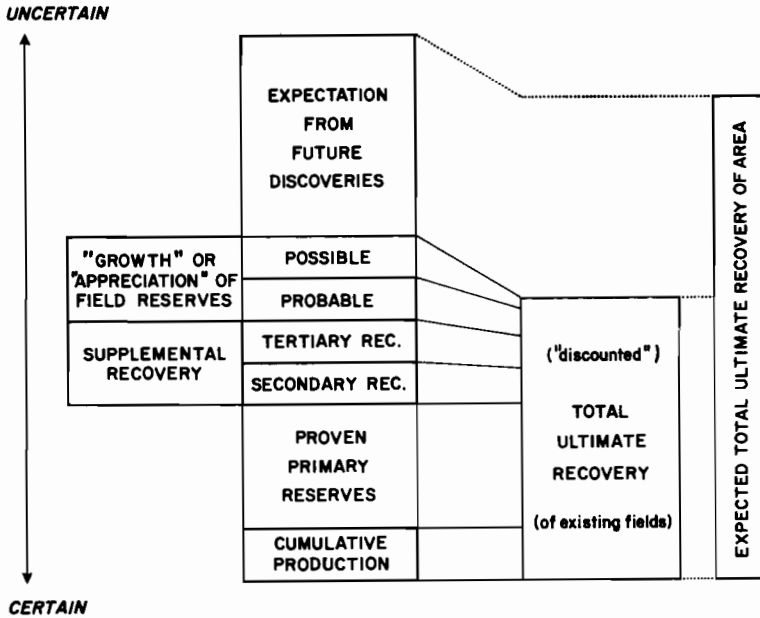 UNCERTAIN
EXPECTATION
FROM
FUTURE
DISCOVERIES
"GROWTH" OR
"APPRECIATION" OF
FIELD RESERVES
POSSIBLE
PROBABLE
SUPPLEMENTAL
RECOVERY
TERTIARY REC.
SECONDARY REC.
PROVEN
PRIMARY
RESERVES
CUMULATIVE
PRODUCTION
("discounted")
TOTAL
ULTIMATE
RECOVERY
(of existing fields)
EXPECTED TOTAL ULTIMATE RECOVERY OF AREA
CERTAIN